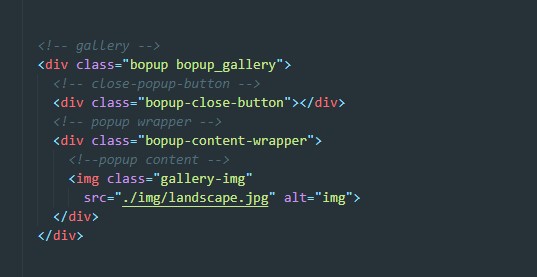 <!-- gallery -->
<div class="bopup bopup_gallery">
<!-- close-popup-button -->
<div class="bopup-close-button"></div>
<!-- popup wrapper -->
<div class="bopup-content-wrapper">
<!--popup content -->
<img class="gallery-img"
src="./img/landscape.jpg" alt="img">
</div>
</div>